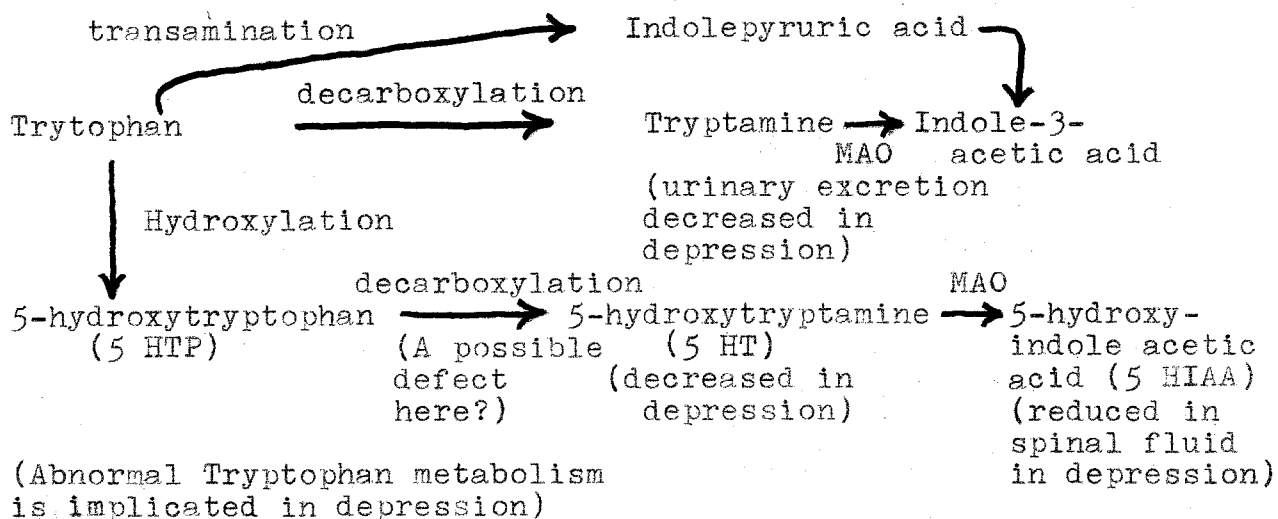 transamination Indolepyruric acid
decarboxylation
Trytophan Tryptamine Indole-3-
MAO acetic acid
(urinary excretion
decreased in
depression)
Hydroxylation
decarboxylation MAO
5-hydroxytryptophan 5-hydroxytryptamine 5-hydroxy-
(5 HTP) (A possible (5 HT) indole acetic
defect (decreased in acid (5 HIAA)
here?) depression) (reduced in
spinal fluid
(Abnormal Tryptophan metabolism in depression)
is implicated in depression)